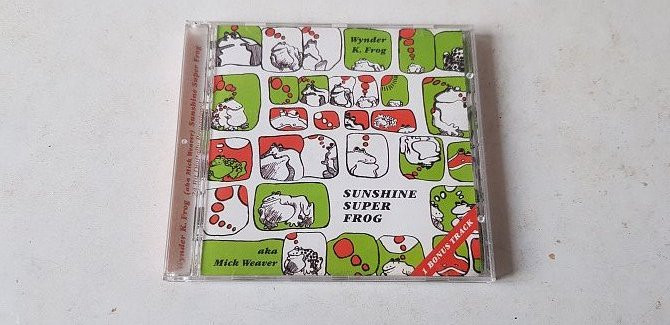 Wynder
K. Frog
SUNSHINE
SUPER
FROG
aka
Mick Weaver
1 BONUS TRACK
Wynder K. Frog (aka Mick Weaver) Sunshine Super Frog